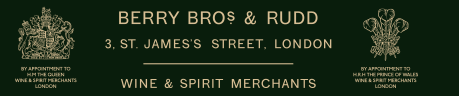 BERRY BROS & RUDD
3, ST. JAMES'S STREET, LONDON
WINE & SPIRIT MERCHANTS
BY APPOINTMENT TO
H.M THE QUEEN
WINE & SPIRIT MERCHANTS
LONDON
BY APPOINTMENT TO
H.R.H THE PRINCE OF WALES
WINE & SPIRIT MERCHANTS
LONDON